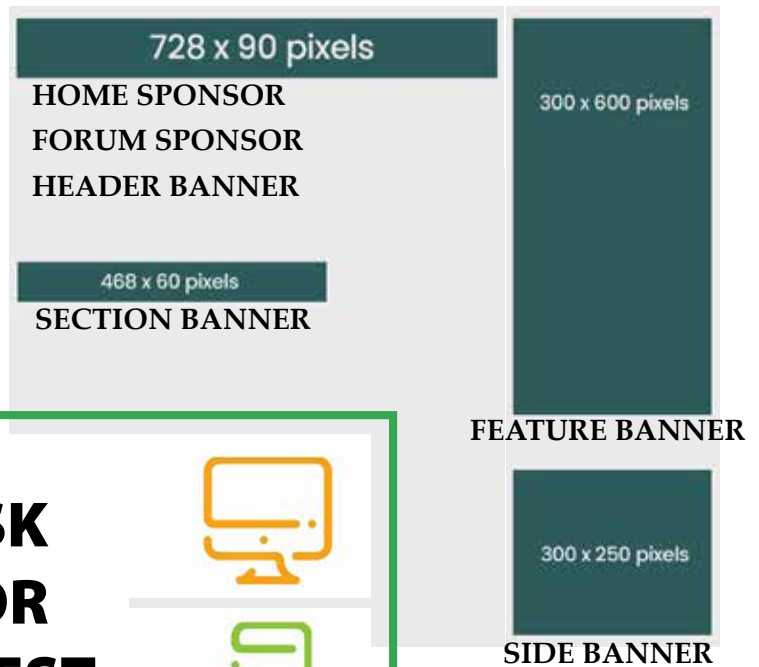 728 x 90 pixels
HOME SPONSOR
FORUM SPONSOR
HEADER BANNER
468 x 60 pixels
SECTION BANNER
300 x 600 pixels
FEATURE BANNER
300 x 250 pixels
SIDE BANNER